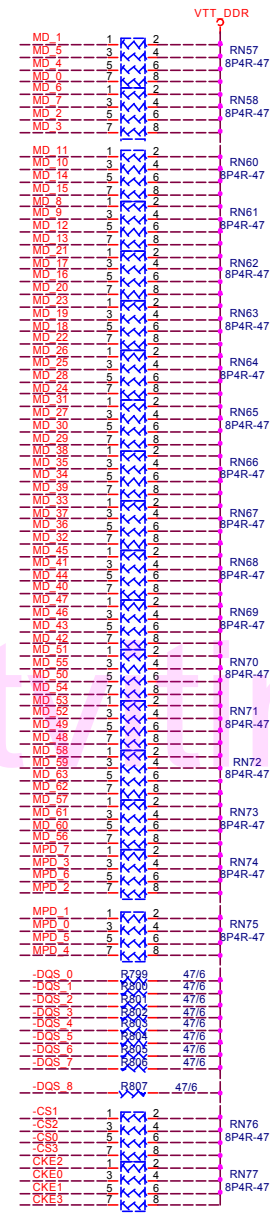 VTT_DDR
MD_1 1 2
MD_5 3 4 RN57
MD_4 5 6 8P4R-47
MD_0 7 8
MD_6 1 2
MD_7 3 4 RN58
MD_2 5 6 8P4R-47
MD_3 7 8
MD_11 1 2
MD_10 3 4 RN60
MD_14 5 6 8P4R-47
MD_15 7 8
MD_8 1 2
MD_9 3 4 RN61
MD_12 5 6 8P4R-47
MD_13 7 8
MD_21 1 2
MD_17 3 4 RN62
MD_16 5 6 8P4R-47
MD_20 7 8
MD_23 1 2
MD_19 3 4 RN63
MD_18 5 6 8P4R-47
MD_22 7 8
MD_26 1 2
MD_25 3 4 RN64
MD_28 5 6 8P4R-47
MD_24 7 8
MD_31 1 2
MD_27 3 4 RN65
MD_30 5 6 8P4R-47
MD_29 7 8
MD_38 1 2
MD_35 3 4 RN66
MD_34 5 6 8P4R-47
MD_39 7 8
MD_33 1 2
MD_37 3 4 RN67
MD_36 5 6 8P4R-47
MD_32 7 8
MD_45 1 2
MD_41 3 4 RN68
MD_44 5 6 8P4R-47
MD_40 7 8
MD_47 1 2
MD_46 3 4 RN69
MD_43 5 6 8P4R-47
MD_42 7 8
MD_51 1 2
MD_55 3 4 RN70
MD_50 5 6 8P4R-47
MD_54 7 8
MD_53 1 2
MD_52 3 4 RN71
MD_49 5 6 8P4R-47
MD_48 7 8
MD_58 1 2
MD_59 3 4 RN72
MD_63 5 6 8P4R-47
MD_62 7 8
MD_57 1 2
MD_61 3 4 RN73
MD_60 5 6 8P4R-47
MD_56 7 8
MPD_7 1 2
MPD_3 3 4 RN74
MPD_6 5 6 8P4R-47
MPD_2 7 8
MPD_1 1 2
MPD_0 3 4 RN75
MPD_5 5 6 8P4R-47
MPD_4 7 8
-DQS_0 R799 47/6
-DQS_1 R800 47/6
-DQS_2 R801 47/6
-DQS_3 R802 47/6
-DQS_4 R803 47/6
-DQS_5 R804 47/6
-DQS_6 R805 47/6
-DQS_7 R806 47/6
-DQS_8 R807 47/6
-CS1 1 2
-CS2 3 4 RN76
-CS0 5 6 8P4R-47
-CS3 7 8
CKE2 1 2
CKE0 3 4 RN77
CKE1 5 6 8P4R-47
CKE3 7 8